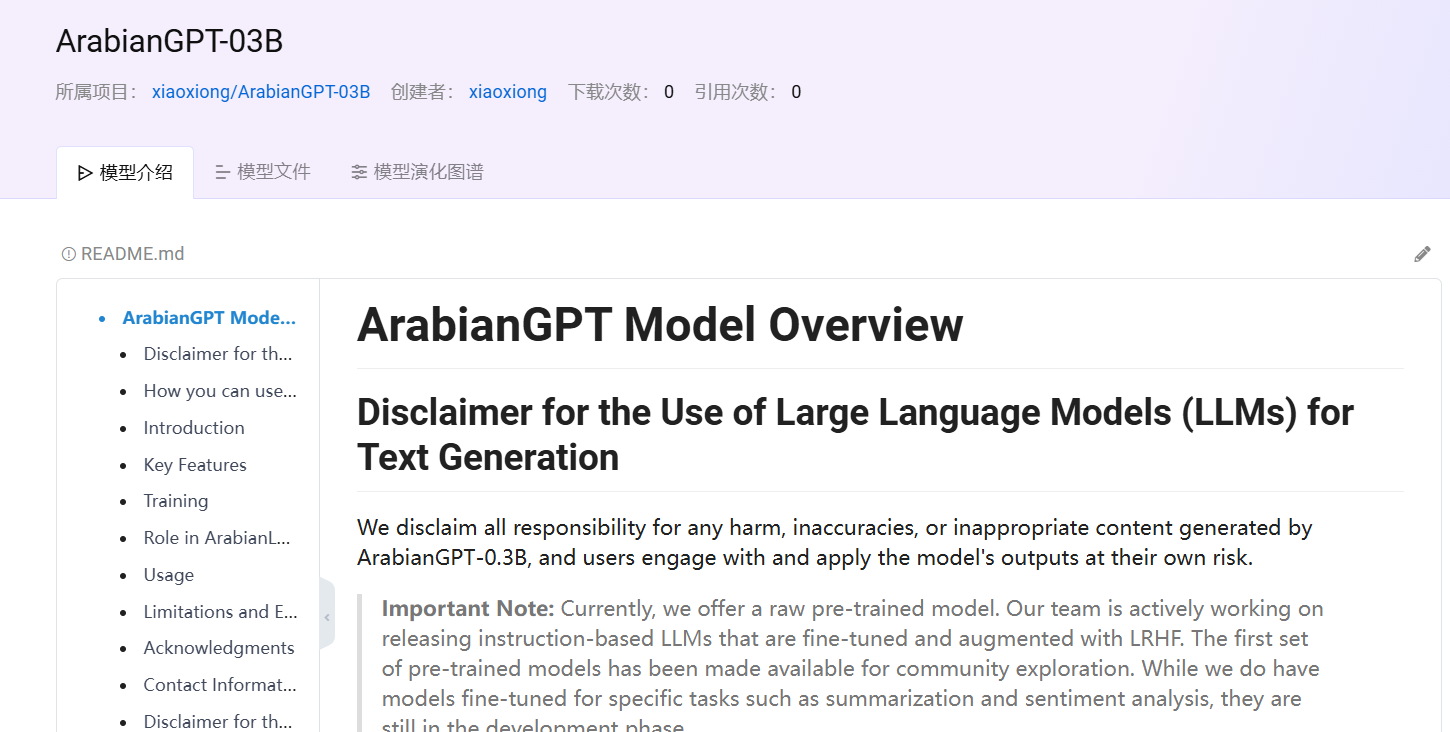 ArabianGPT-03B
所属项目： xiaoxiong/ArabianGPT-03B 创建者： xiaoxiong 下载次数： 0 引用次数： 0
模型介绍 模型文件 模型演化图谱
README.md
ArabianGPT Mode...
Disclaimer for th...
How you can use...
Introduction
Key Features
Training
Role in ArabianL...
Usage
Limitations and E...
Acknowledgments
Contact Informat...
Disclaimer for th...
ArabianGPT Model Overview
Disclaimer for the Use of Large Language Models (LLMs) for
Text Generation
We disclaim all responsibility for any harm, inaccuracies, or inappropriate content generated by
ArabianGPT-0.3B, and users engage with and apply the model's outputs at their own risk.
Important Note: Currently, we offer a raw pre-trained model. Our team is actively working on
releasing instruction-based LLMs that are fine-tuned and augmented with LRHF. The first set
of pre-trained models has been made available for community exploration. While we do have
models fine-tuned for specific tasks such as summarization and sentiment analysis, they are
still in the development phase.